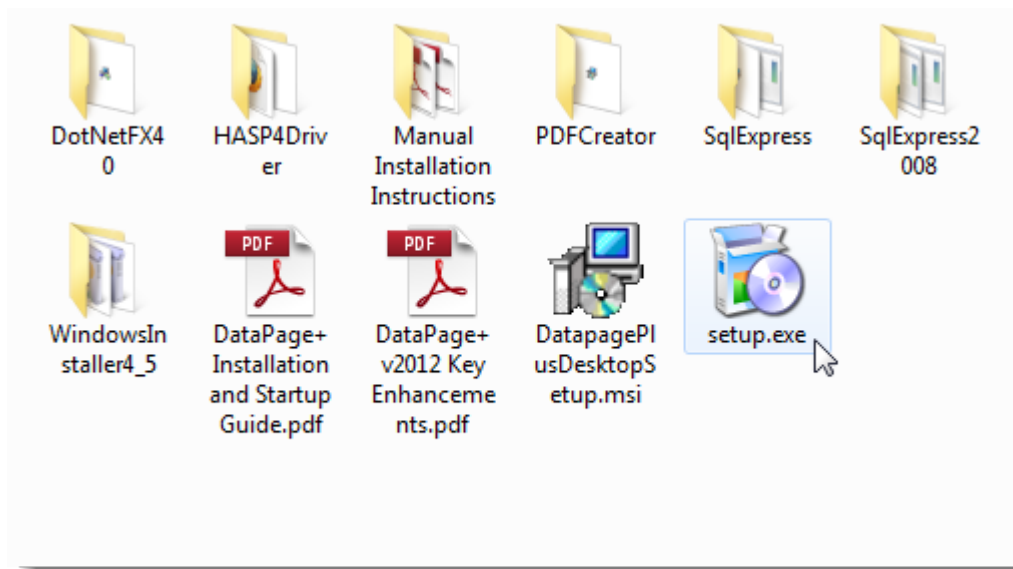 DotNetFX4
0
HASP4Driv
er
Manual
Installation
Instructions
PDFCreator
SqlExpress
SqlExpress2
008
WindowsIn
staller4_5
PDF
DataPage+
Installation
and Startup
Guide.pdf
PDF
DataPage+
v2012 Key
Enhanceme
nts.pdf
DatapagePl
usDesktopS
etup.msi
setup.exe